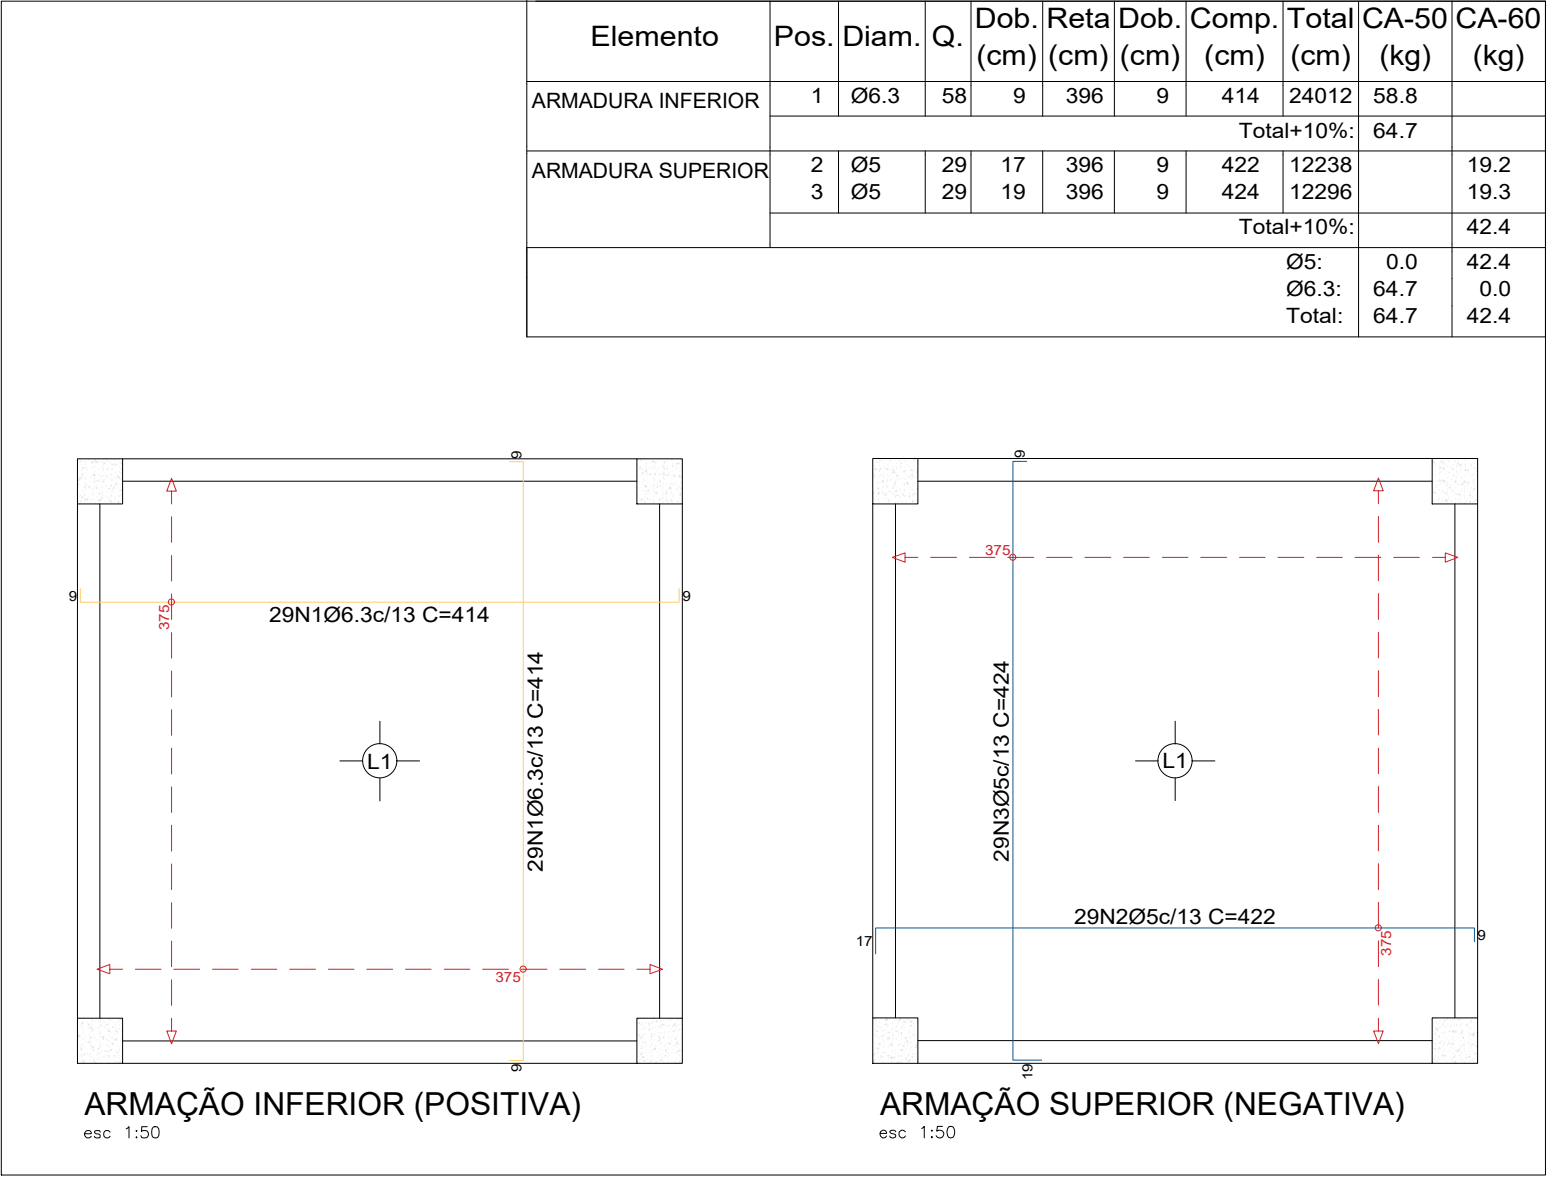 Elemento Pos. Diam. Q. Dob. (cm) Reta (cm) Dob. (cm) Comp. (cm) Total (cm) CA-50 (kg) CA-60 (kg)
ARMADURA INFERIOR 1 Ø6.3 58 9 396 9 414 24012 58.8
Total+10%: 64.7
ARMADURA SUPERIOR 2 Ø5 29 17 396 9 422 12238 19.2
3 Ø5 29 19 396 9 424 12296 19.3
Total+10%: 42.4
Ø5: 0.0 42.4
Ø6.3: 64.7 0.0
Total: 64.7 42.4
9
9
375
29N1Ø6.3c/13 C=414
9
29N1Ø6.3c/13 C=414
L1
375
9
ARMAÇÃO INFERIOR (POSITIVA)
esc 1:50
9
375
29N3Ø5c/13 C=424
L1
29N2Ø5c/13 C=422
17
375
9
19
ARMAÇÃO SUPERIOR (NEGATIVA)
esc 1:50